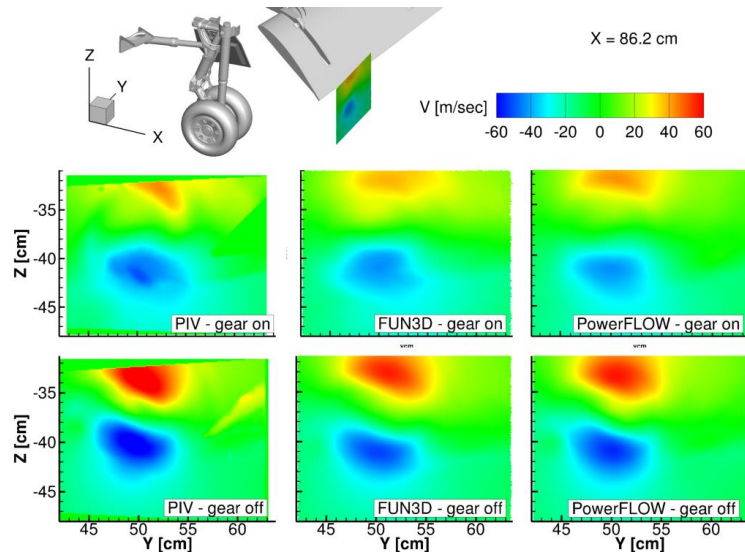 Z
Y
X
X = 86.2 cm
V [m/sec]
-60 -40 -20 0 20 40 60
Z [cm]
-35
-40
-45
PIV - gear on
FUN3D - gear on
PowerFLOW - gear on
Z [cm]
-35
-40
-45
PIV - gear off
FUN3D - gear off
PowerFLOW - gear off
45 50 55 60
45 50 55 60
45 50 55 60
Y [cm]
Y [cm]
Y [cm]